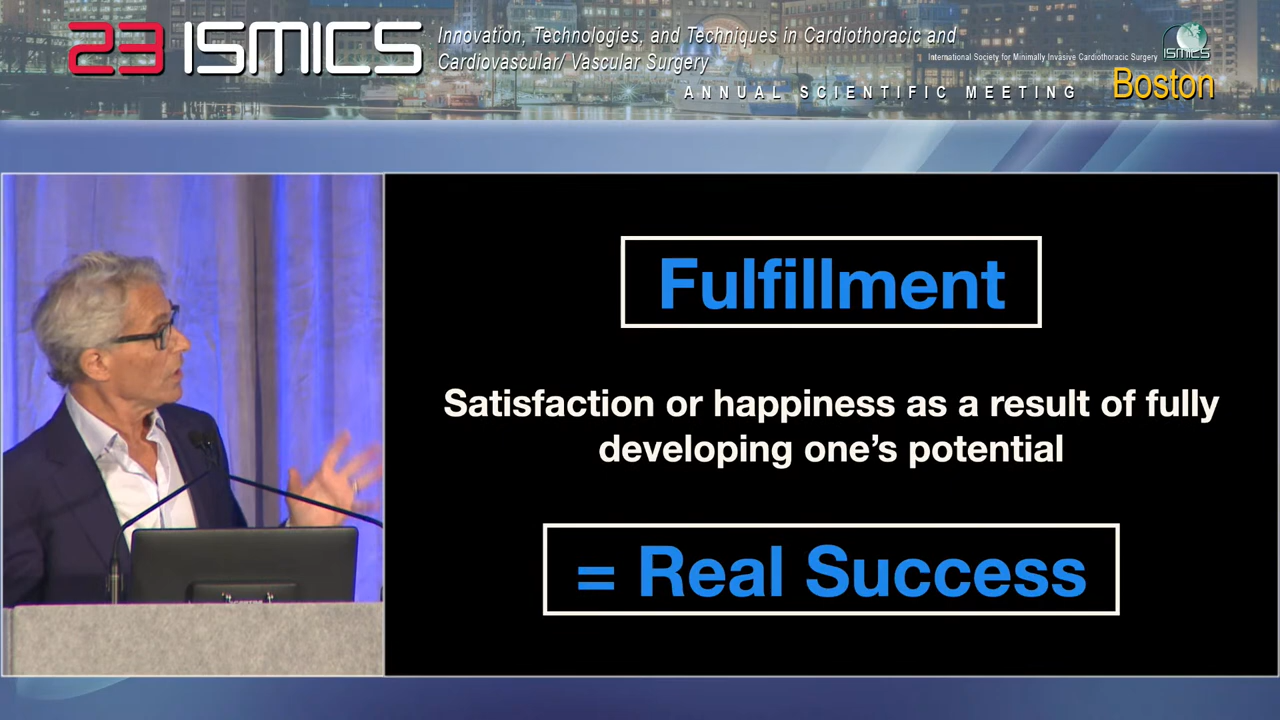 23 ISMICS
Innovation, Technologies, and Techniques in Cardiothoracic and
Cardiovascular/ Vascular Surgery
International Society for Minimally Invasive Cardiothoracic Surgery
ISMICS
ANNUAL SCIENTIFIC MEETING
Boston
Fulfillment
Satisfaction or happiness as a result of fully
developing one’s potential
= Real Success